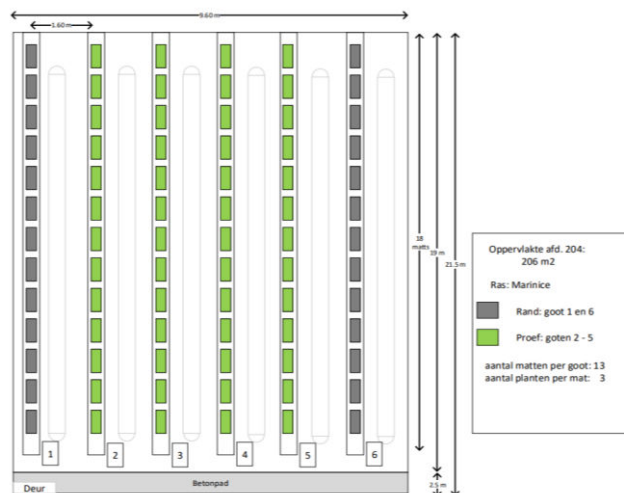 9.60 m
1.60 m
18
matts
19 m
21.5 m
Oppervlakte afd. 204:
206 m2
Ras: Marinice
Rand: goot 1 en 6
Proef: goten 2 - 5
aantal matten per goot: 13
aantal planten per mat: 3
1
2
3
4
5
6
Betonpad
2.5 m
Deur